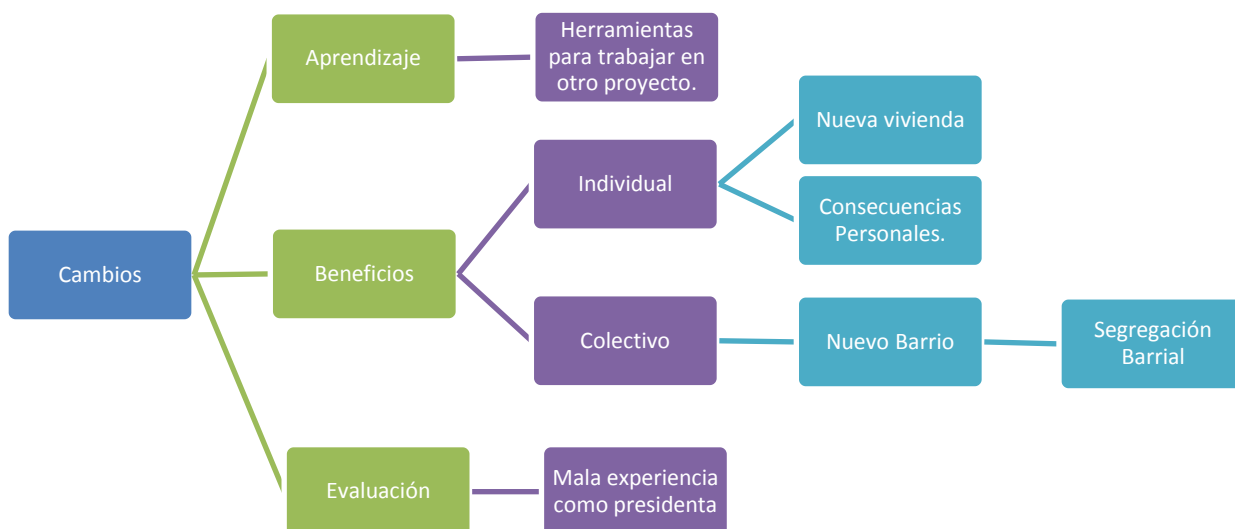 Aprendizaje
Herramientas
para trabajar en
otro proyecto.
Nueva vivienda
Individual
Consecuencias
Personales.
Cambios
Beneficios
Colectivo
Nuevo Barrio
Segregación
Barrial
Evaluación
Mala experiencia
como presidenta